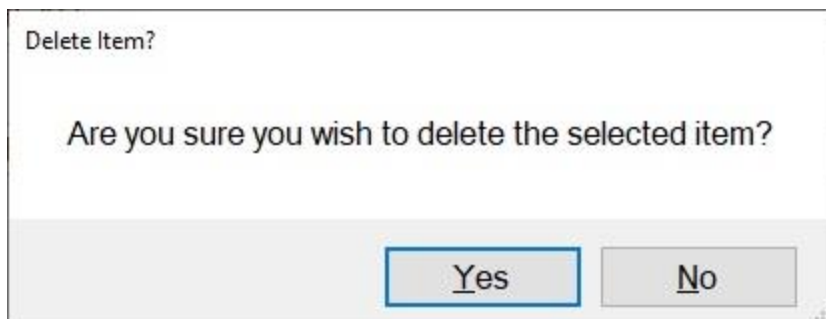 Delete Item?
Are you sure you wish to delete the selected item?
Yes No